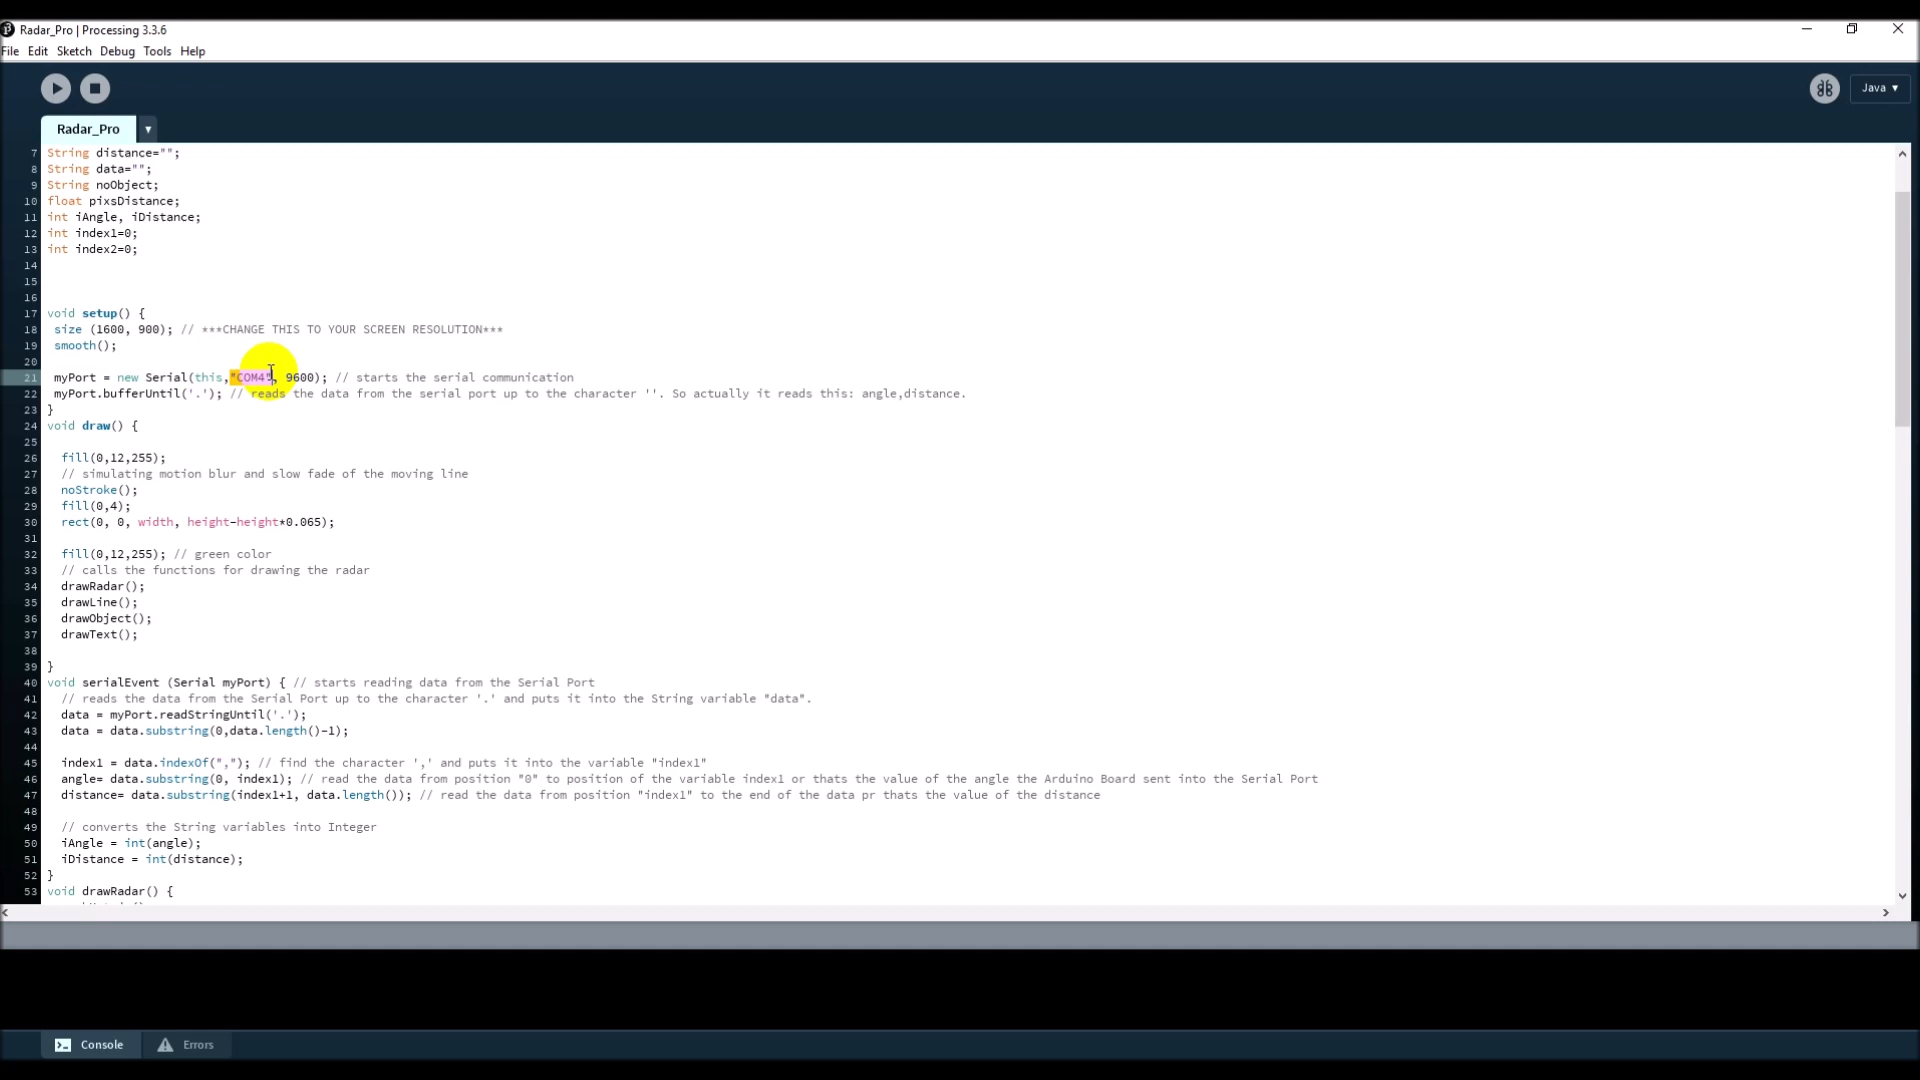 Radar_Pro | Processing 3.3.6
File Edit Sketch Debug Tools Help
Java ▾
Radar_Pro ▾
7 String distance="";
8 String data="";
9 String noObject;
10 float pixsDistance;
11 int iAngle, iDistance;
12 int index1=0;
13 int index2=0;
14
15
16
17 void setup() {
18 size (1600, 900); // ***CHANGE THIS TO YOUR SCREEN RESOLUTION***
19 smooth();
20
21 myPort = new Serial(this,"COM4", 9600); // starts the serial communication
22 myPort.bufferUntil('.'); // reads the data from the serial port up to the character ''. So actually it reads this: angle,distance.
23 }
24 void draw() {
25
26 fill(0,12,255);
27 // simulating motion blur and slow fade of the moving line
28 noStroke();
29 fill(0,4);
30 rect(0, 0, width, height-height*0.065);
31
32 fill(0,12,255); // green color
33 // calls the functions for drawing the radar
34 drawRadar();
35 drawLine();
36 drawObject();
37 drawText();
38
39 }
40 void serialEvent (Serial myPort) { // starts reading data from the Serial Port
41 // reads the data from the Serial Port up to the character '.' and puts it into the String variable "data".
42 data = myPort.readStringUntil('.');
43 data = data.substring(0,data.length()-1);
44
45 index1 = data.indexOf(","); // find the character ',' and puts it into the variable "index1"
46 angle= data.substring(0, index1); // read the data from position "0" to position of the variable index1 or thats the value of the angle the Arduino Board sent into the Serial Port
47 distance= data.substring(index1+1, data.length()); // read the data from position "index1" to the end of the data pr thats the value of the distance
48
49 // converts the String variables into Integer
50 iAngle = int(angle);
51 iDistance = int(distance);
52 }
53 void drawRadar() {
Console Errors